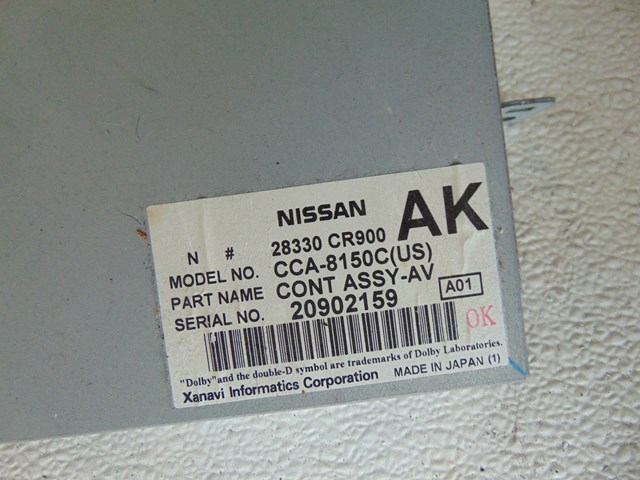 NISSAN AK
N # 28330 CR900
MODEL NO. CCA-8150C(US)
PART NAME CONT ASSY-AV
SERIAL NO. 20902159 A01
OK
"Dolby"and the double-D symbol are trademarks of Dolby Laboratories.
Xanavi Informatics Corporation MADE IN JAPAN (1)